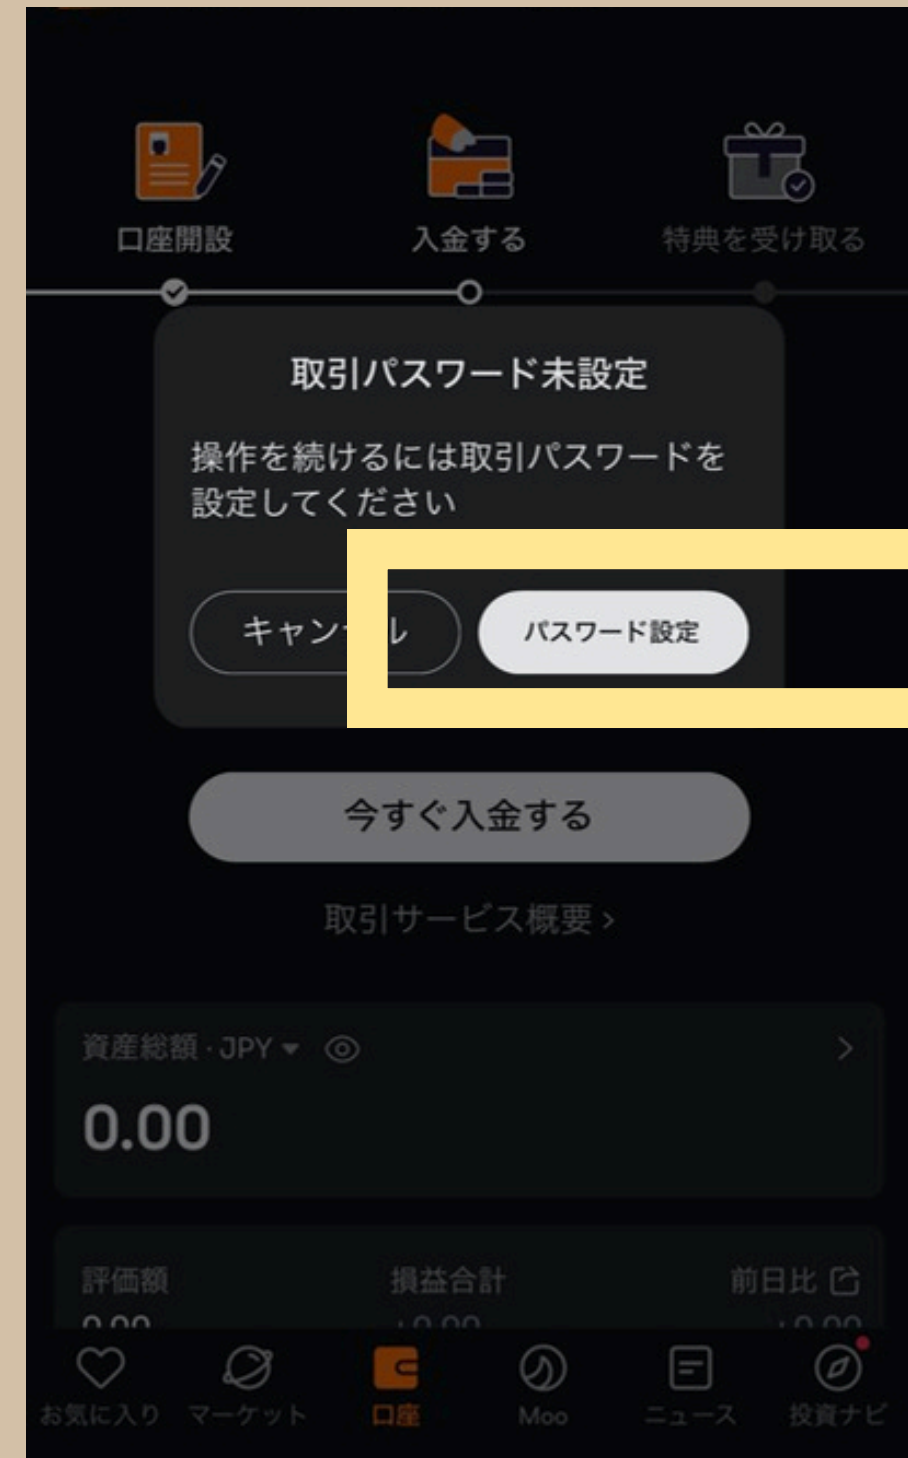 口座開設
入金する
特典を受け取る
取引パスワード未設定
操作を続けるには取引パスワードを
設定してください
キャンセル
パスワード設定
今すぐ入金する
取引サービス概要 >
資産総額・JPY
0.00
評価額
損益合計
前日比
お気に入り
マーケット
口座
Moo
ニュース
投資ナビ